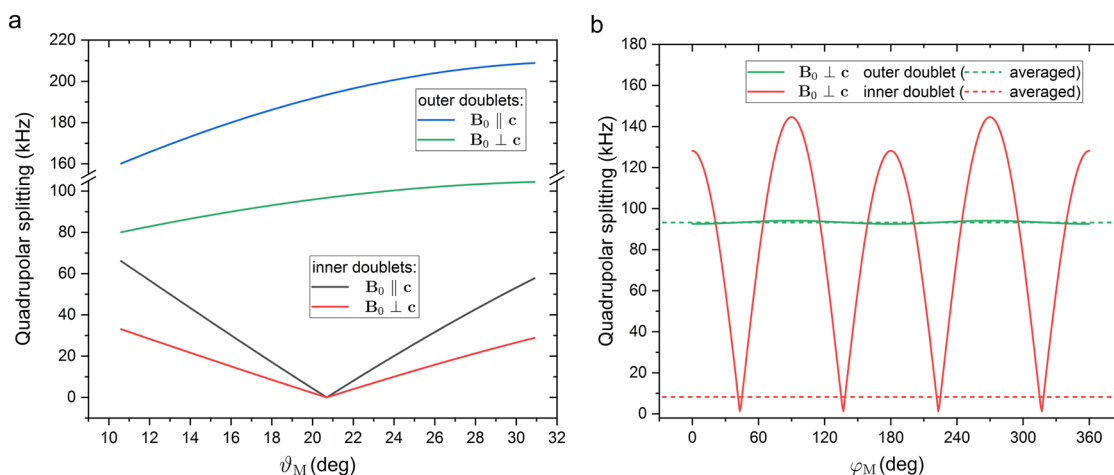 a
Quadrupolar splitting (kHz)
220
200
180
160
100
80
60
40
20
0
outer doublets:
B₀ ∥ c
B₀ ⊥ c
inner doublets:
B₀ ∥ c
B₀ ⊥ c
10 12 14 16 18 20 22 24 26 28 30 32
ϑ_M (deg)
b
Quadrupolar splitting (kHz)
180
160
140
120
100
80
60
40
20
0
B₀ ⊥ c outer doublet ( averaged)
B₀ ⊥ c inner doublet ( averaged)
0 60 120 180 240 300 360
φ_M (deg)